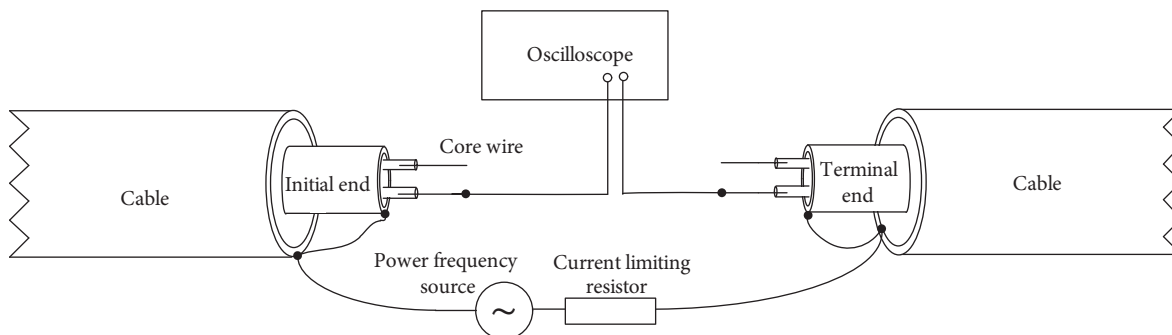 Oscilloscope
Core wire
Cable
Initial end
Terminal
end
Cable
Power frequency
source
Current limiting
resistor
~